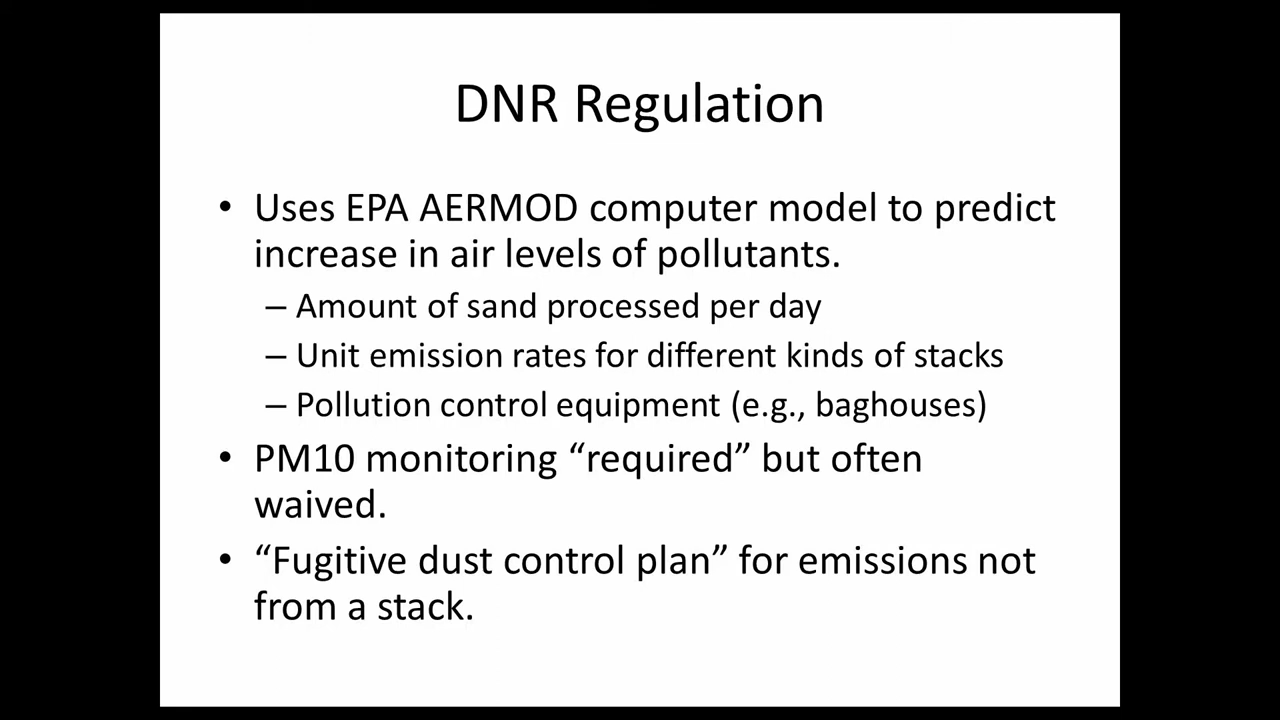 DNR Regulation
• Uses EPA AERMOD computer model to predict
increase in air levels of pollutants.
– Amount of sand processed per day
– Unit emission rates for different kinds of stacks
– Pollution control equipment (e.g., baghouses)
• PM10 monitoring “required” but often
waived.
• “Fugitive dust control plan” for emissions not
from a stack.